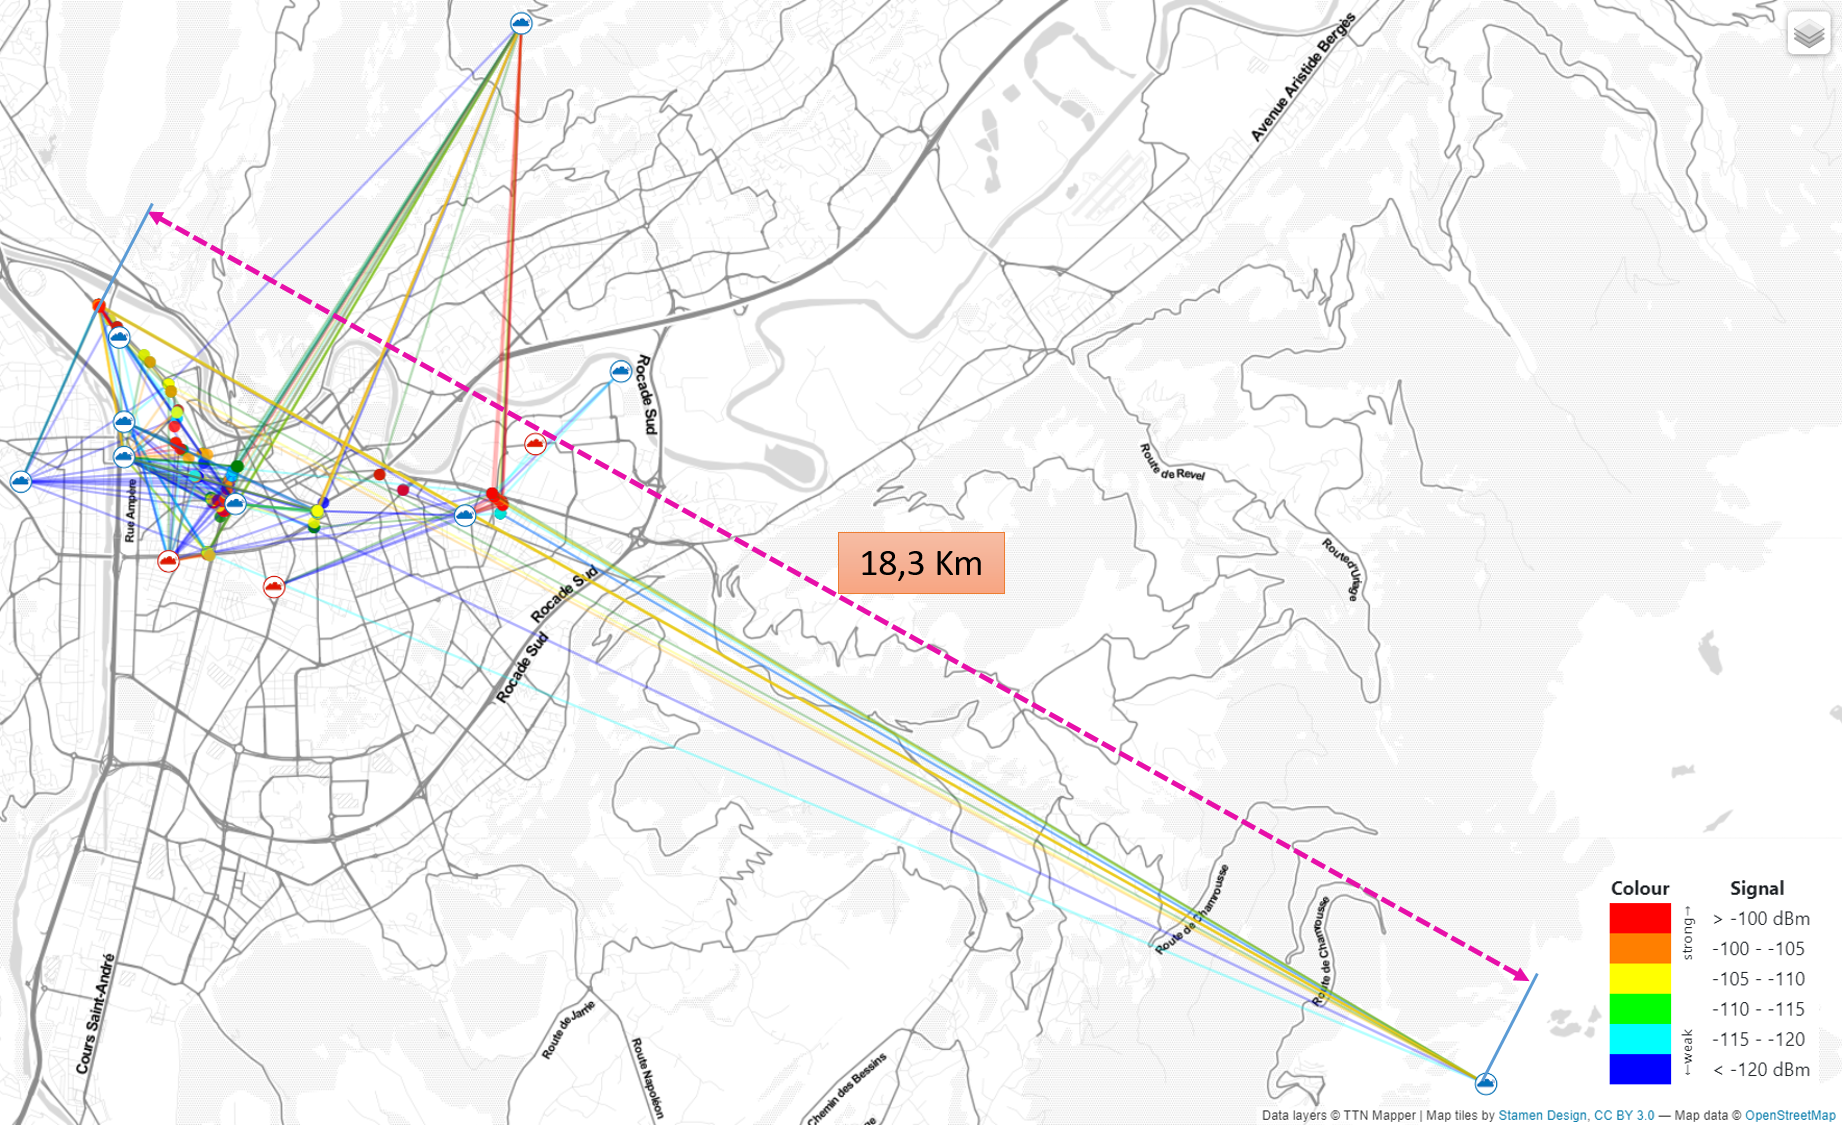 Avenue Aristide Bergès
Rocade Sud
Route de Revel
Rue Ampère
18,3 Km
Route d'Uriage
Rocade Sud
Rocade Sud
Route de Chamrousse
Route de Chamrousse
Cours Saint-André
Route de Jarrie
Route Napoléon
Chemin des Bessins
Colour Signal
strong→
←weak
> -100 dBm
-100 - -105
-105 - -110
-110 - -115
-115 - -120
< -120 dBm
Data layers © TTN Mapper | Map tiles by Stamen Design, CC BY 3.0 — Map data © OpenStreetMap